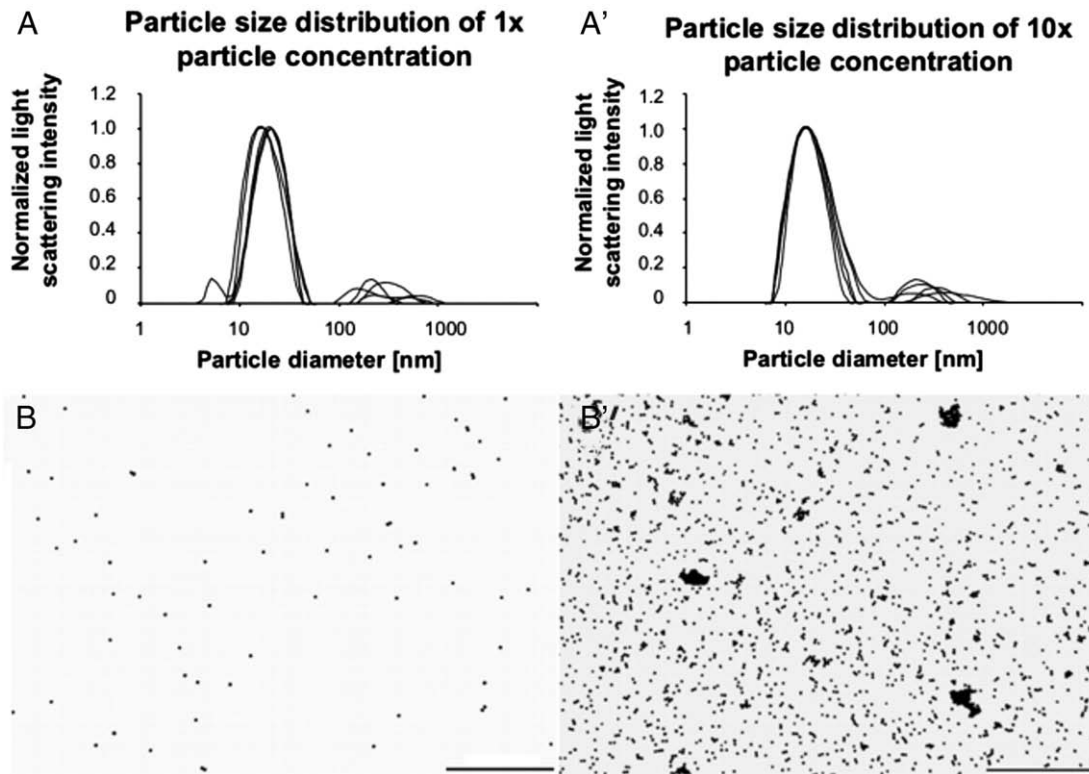 A
Particle size distribution of 1x
particle concentration
Normalized light
scattering intensity
1.2
1.0
0.8
0.6
0.4
0.2
0
1 10 100 1000
Particle diameter [nm]
A'
Particle size distribution of 10x
particle concentration
Normalized light
scattering intensity
1.2
1.0
0.8
0.6
0.4
0.2
0
1 10 100 1000
Particle diameter [nm]
B
B'